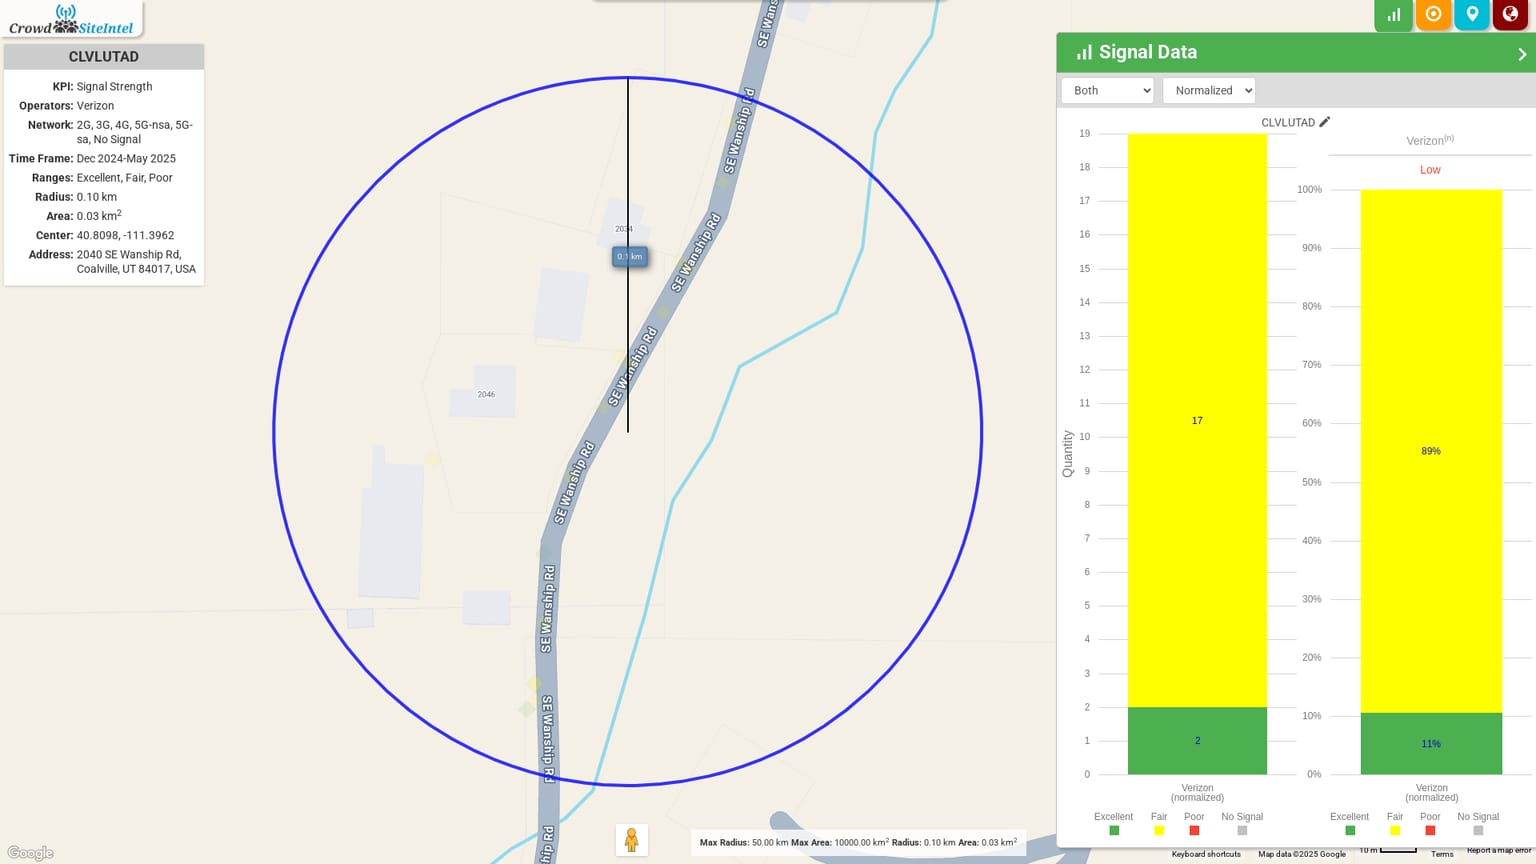 CrowdSiteIntel
CLVLUTAD
KPI: Signal Strength
Operators: Verizon
Network: 2G, 3G, 4G, 5G-nsa, 5G-
sa, No Signal
Time Frame: Dec 2024-May 2025
Ranges: Excellent, Fair, Poor
Radius: 0.10 km
Area: 0.03 km²
Center: 40.8098, -111.3962
Address: 2040 SE Wanship Rd,
Coalville, UT 84017, USA
SE Wans
SE Wanship Rd
SE Wanship Rd
SE Wanship Rd
SE Wanship Rd
SE Wanship Rd
SE Wanship Rd
hip Rd
2034
0.1 km
2046
Google
Max Radius: 50.00 km Max Area: 10000.00 km² Radius: 0.10 km Area: 0.03 km²
Signal Data
Both
Normalized
CLVLUTAD
Quantity
19
18
17
16
15
14
13
12
11
10
9
8
7
6
5
4
3
2
1
0
17
2
Verizon
(normalized)
Excellent Fair Poor No Signal
Verizon(n)
Low
100%
90%
80%
70%
60%
50%
40%
30%
20%
10%
0%
89%
11%
Verizon
(normalized)
Excellent Fair Poor No Signal
Keyboard shortcuts
Map data ©2025 Google
10 m
Terms
Report a map error